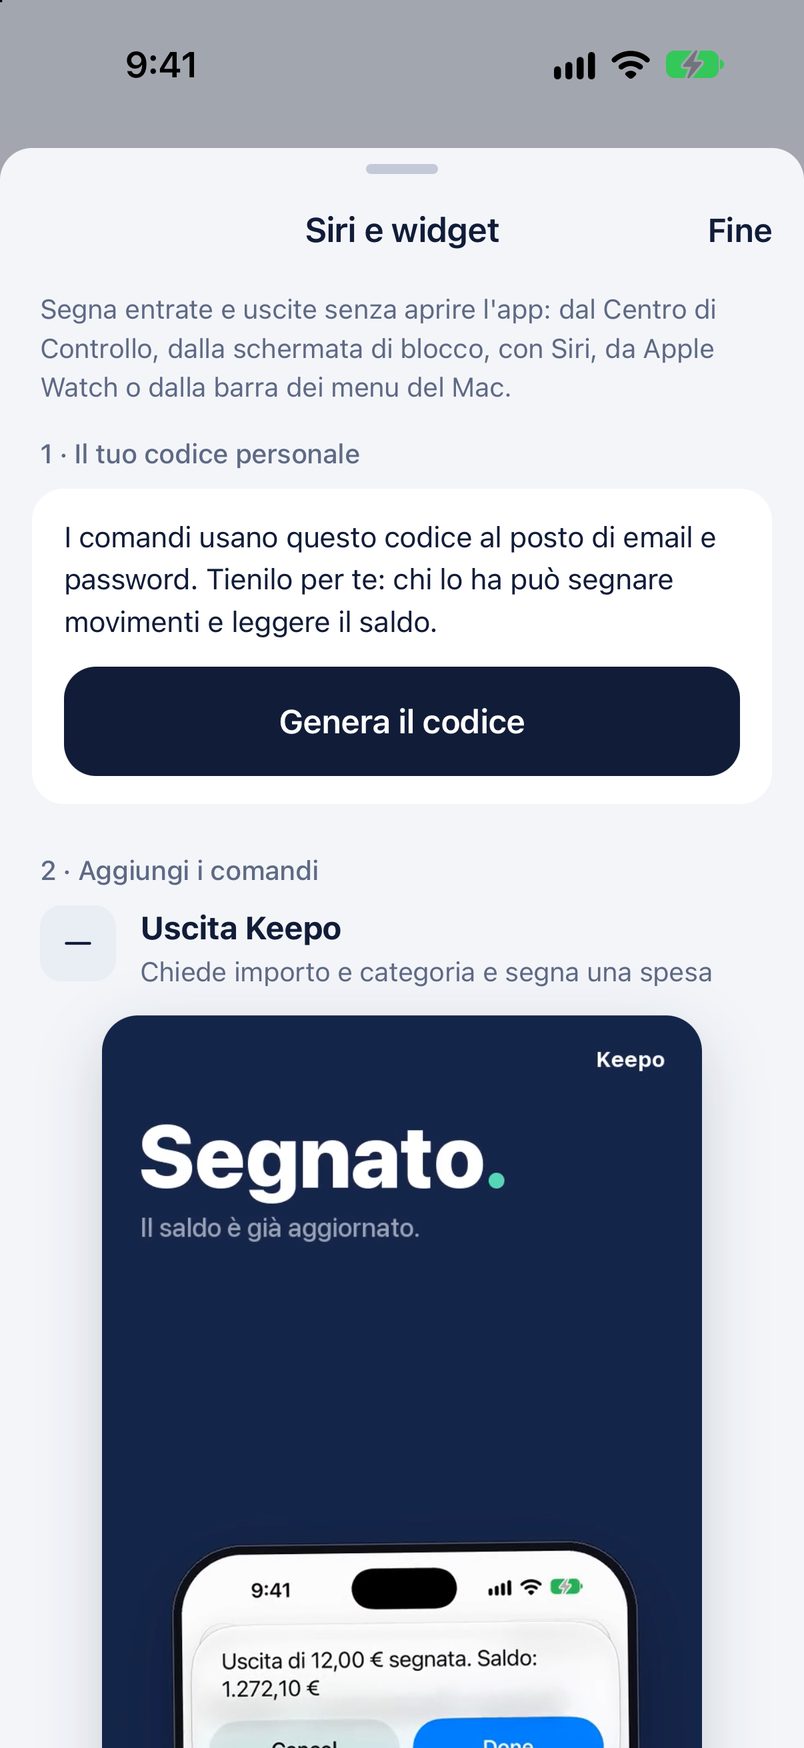 9:41
Siri e widget
Fine
Segna entrate e uscite senza aprire l'app: dal Centro di
Controllo, dalla schermata di blocco, con Siri, da Apple
Watch o dalla barra dei menu del Mac.
1 · Il tuo codice personale
I comandi usano questo codice al posto di email e
password. Tienilo per te: chi lo ha può segnare
movimenti e leggere il saldo.
Genera il codice
2 · Aggiungi i comandi
Uscita Keepo
Chiede importo e categoria e segna una spesa
Keepo
Segnato.
Il saldo è già aggiornato.
9:41
Uscita di 12,00 € segnata. Saldo:
1.272,10 €
Cancel
Done